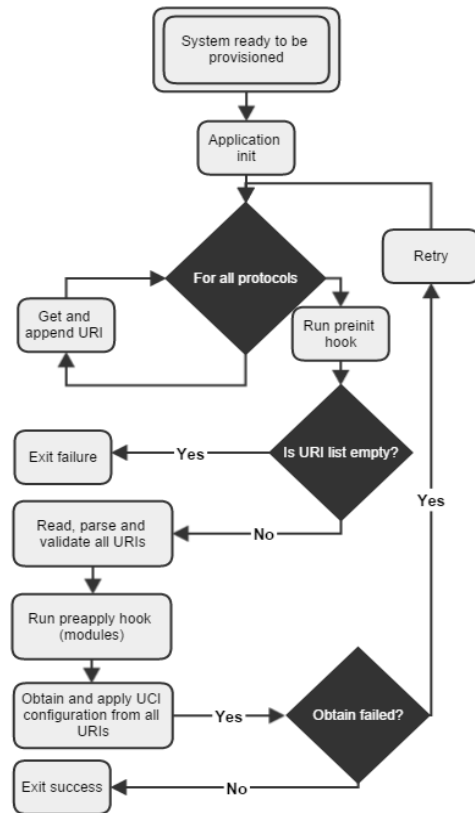 System ready to be
provisioned
Application
init
For all protocols
Retry
Get and
append URI
Run preinit
hook
Is URI list empty?
Yes
Exit failure
Yes
No
Read, parse and
validate all URIs
Run preapply hook
(modules)
Obtain and apply UCI
configuration from all
URIs
Yes
Obtain failed?
No
Exit success